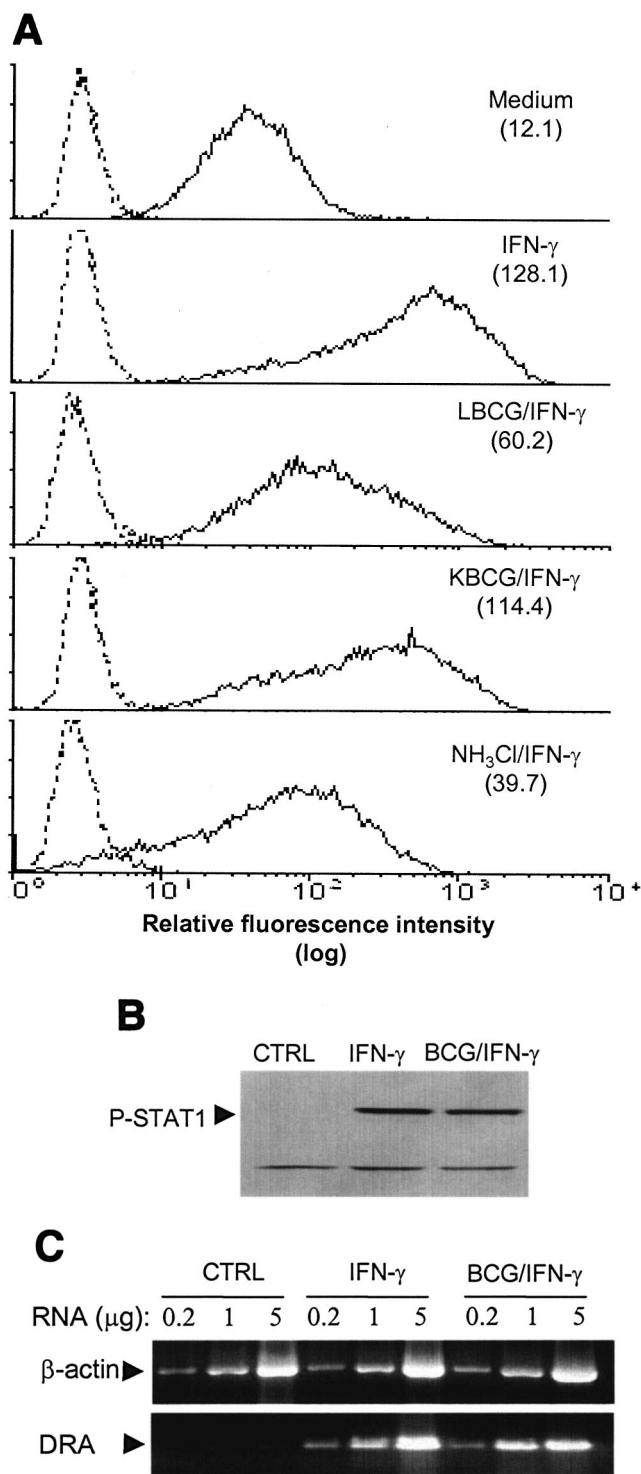 A
Medium
(12.1)
IFN-γ
(128.1)
LBCG/IFN-γ
(60.2)
KBCG/IFN-γ
(114.4)
NH₃Cl/IFN-γ
(39.7)
10⁰ 10¹ 10² 10³ 10⁺
Relative fluorescence intensity
(log)
B
CTRL IFN-γ BCG/IFN-γ
P-STAT1
C
CTRL IFN-γ BCG/IFN-γ
RNA (μg): 0.2 1 5 0.2 1 5 0.2 1 5
β-actin
DRA